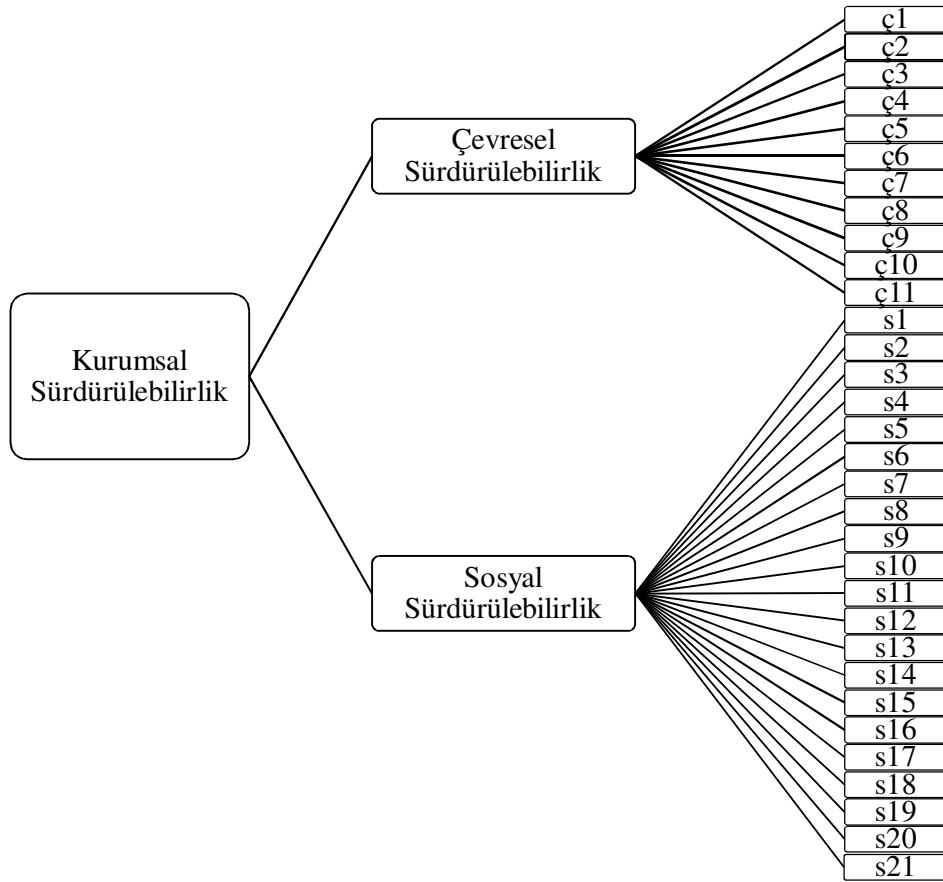 Kurumsal
Sürdürülebilirlik
Çevresel
Sürdürülebilirlik
ç1
ç2
ç3
ç4
ç5
ç6
ç7
ç8
ç9
ç10
ç11
Sosyal
Sürdürülebilirlik
s1
s2
s3
s4
s5
s6
s7
s8
s9
s10
s11
s12
s13
s14
s15
s16
s17
s18
s19
s20
s21